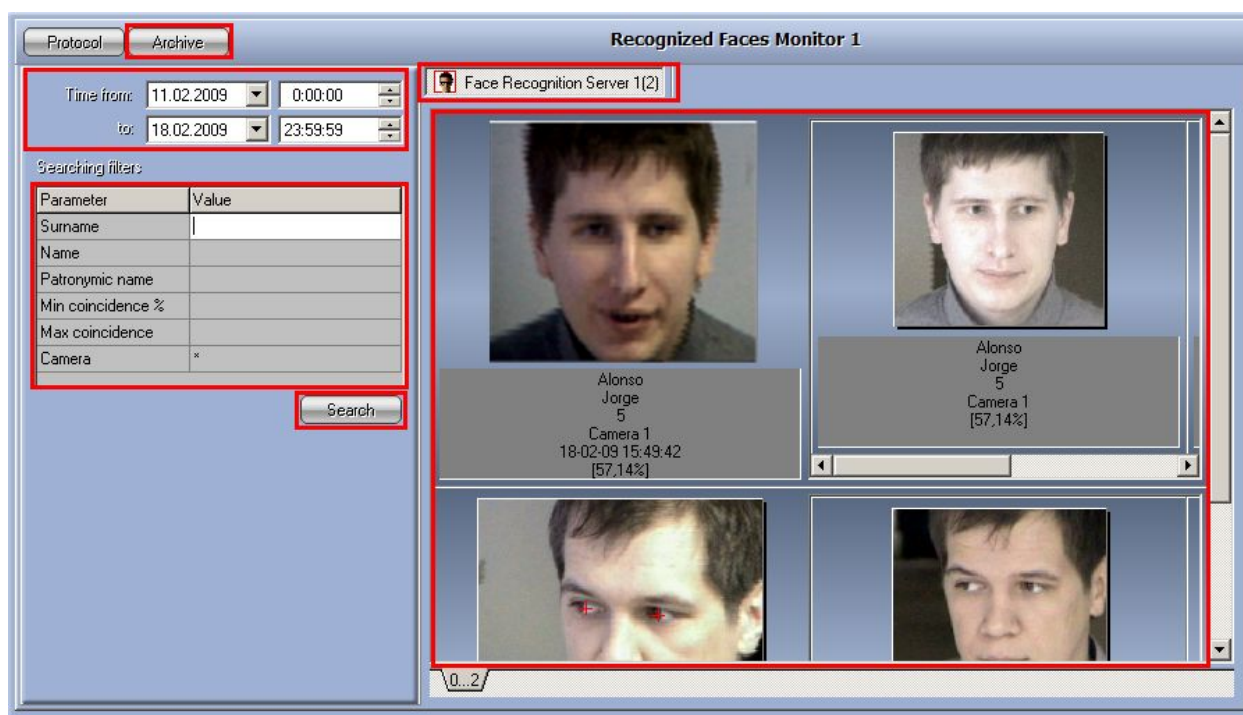 Protocol
Archive
Recognized Faces Monitor 1
Time from: 11.02.2009 0:00:00
to: 18.02.2009 23:59:59
Searching filters
Parameter Value
Surname
Name
Patronymic name
Min coincidence %
Max coincidence
Camera *
Search
Face Recognition Server 1(2)
Alonso
Jorge
5
Camera 1
18-02-09 15:49:42
[57,14%]
Alonso
Jorge
5
Camera 1
[57,14%]
0...2